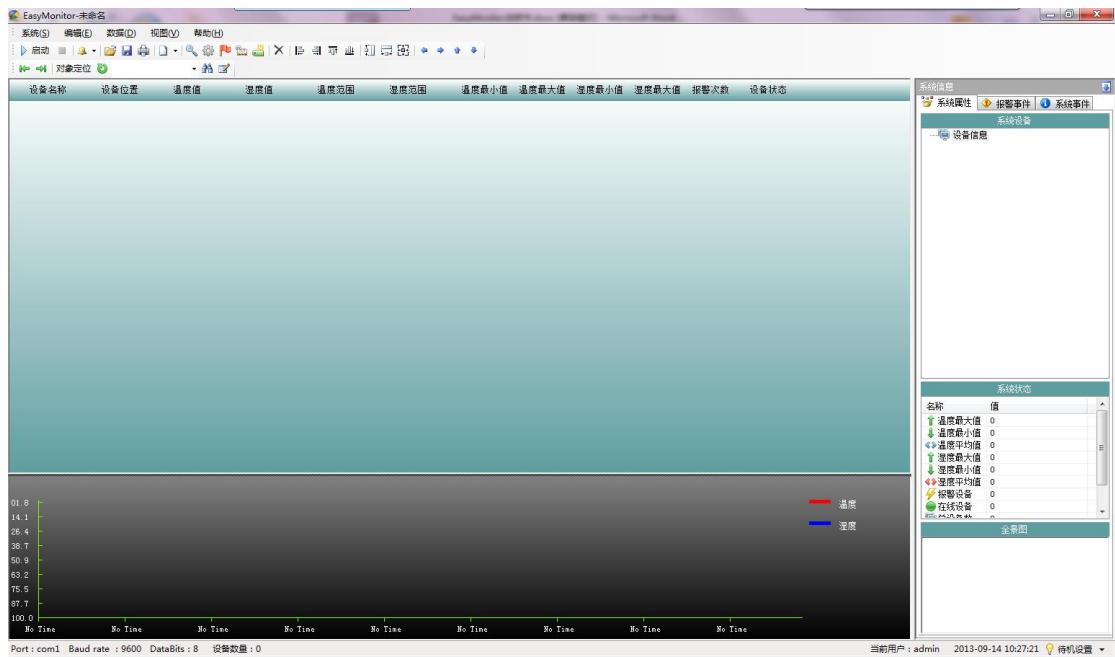 EasyMonitor-未命名
系统(S) 编辑(E) 数据(D) 视图(V) 帮助(H)
启动
对象定位
设备名称 设备位置 温度值 湿度值 温度范围 湿度范围 温度最小值 温度最大值 湿度最小值 湿度最大值 报警次数 设备状态
系统信息
系统属性 报警事件 系统事件
系统设备
设备信息
系统状态
名称 值
温度最大值 0
温度最小值 0
温度平均值 0
湿度最大值 0
湿度最小值 0
湿度平均值 0
报警设备 0
在线设备 0
全景图
01.8
14.1
26.4
38.7
50.9
63.2
75.5
87.7
100.0
温度
湿度
No Time No Time No Time No Time No Time No Time No Time No Time No Time
Port : com1 Baud rate : 9600 DataBits : 8 设备数量 : 0
当前用户 : admin 2013-09-14 10:27:21 待机设置